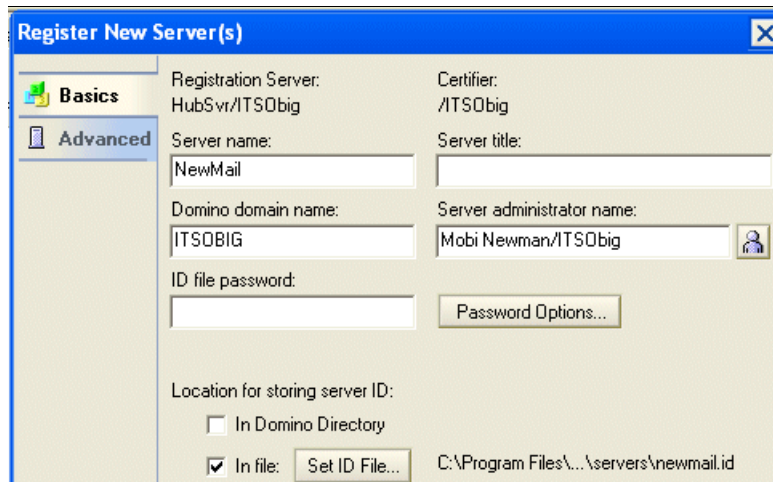 Register New Server(s)
Basics
Advanced
Registration Server:
HubSvr/ITSObig
Certifier:
/ITSObig
Server name:
NewMail
Server title:
Domino domain name:
ITSOBIG
Server administrator name:
Mobi Newman/ITSObig
ID file password:
Password Options...
Location for storing server ID:
In Domino Directory
In file:
Set ID File...
C:\Program Files\...\servers\newmail.id